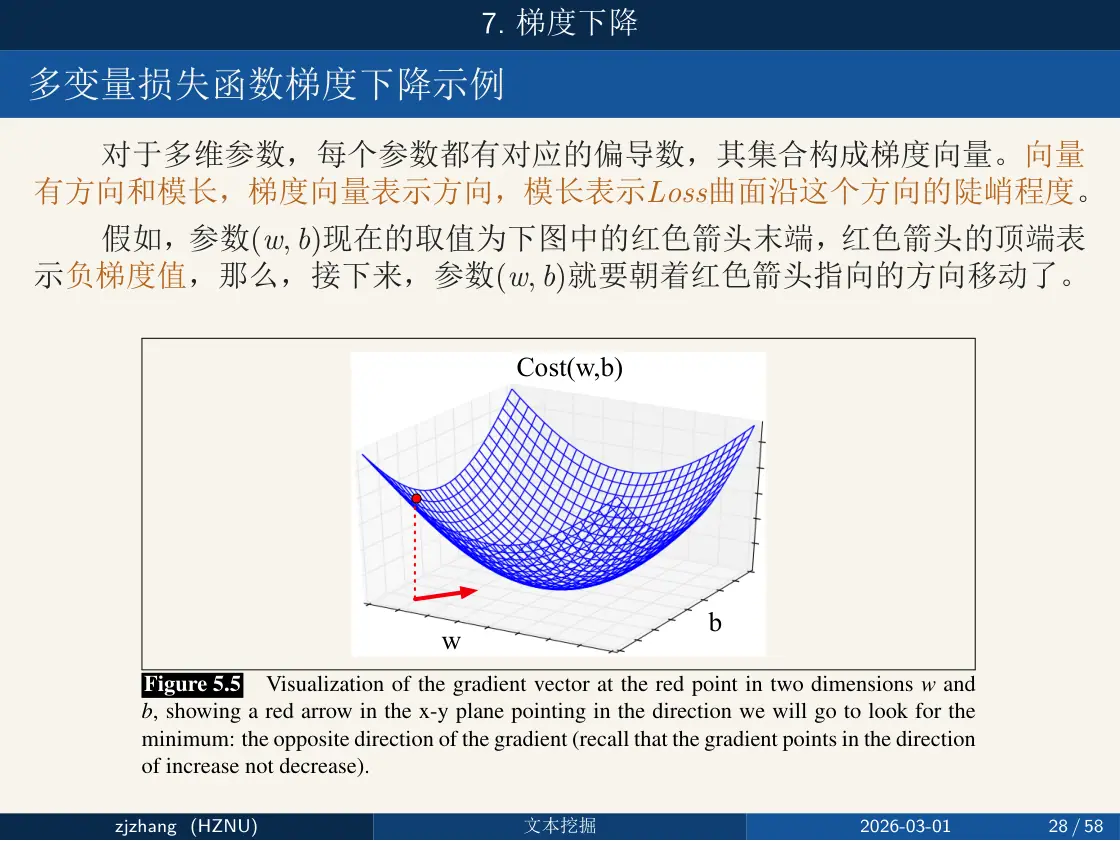 7. 梯度下降
多变量损失函数梯度下降示例
对于多维参数，每个参数都有对应的偏导数，其集合构成梯度向量。向量
有方向和模长，梯度向量表示方向，模长表示Loss曲面沿这个方向的陡峭程度。
假如，参数(w, b)现在的取值为下图中的红色箭头末端，红色箭头的顶端表
示负梯度值，那么，接下来，参数(w, b)就要朝着红色箭头指向的方向移动了。
Cost(w,b)
b
w
Figure 5.5 Visualization of the gradient vector at the red point in two dimensions w and
b, showing a red arrow in the x-y plane pointing in the direction we will go to look for the
minimum: the opposite direction of the gradient (recall that the gradient points in the direction
of increase not decrease).
zjzhang (HZNU) 文本挖掘 2026-03-01 28 / 58